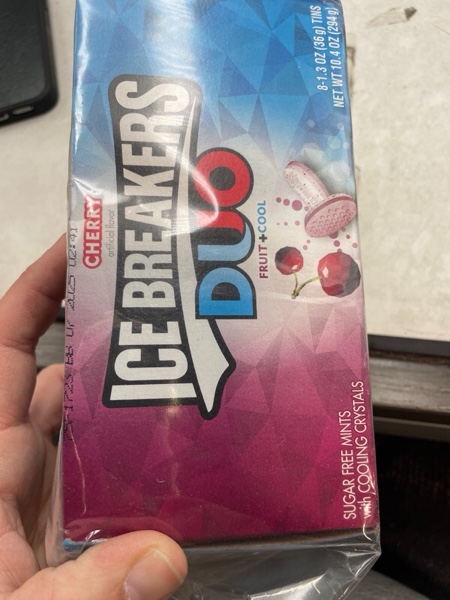 8-1.3 OZ (36 g) TINS
NET WT 10.4 OZ (294 g)
CHERRY
artificial flavor
ICE BREAKERS
DUO
FRUIT+COOL
SUGAR FREE MINTS
with COOLING CRYSTALS